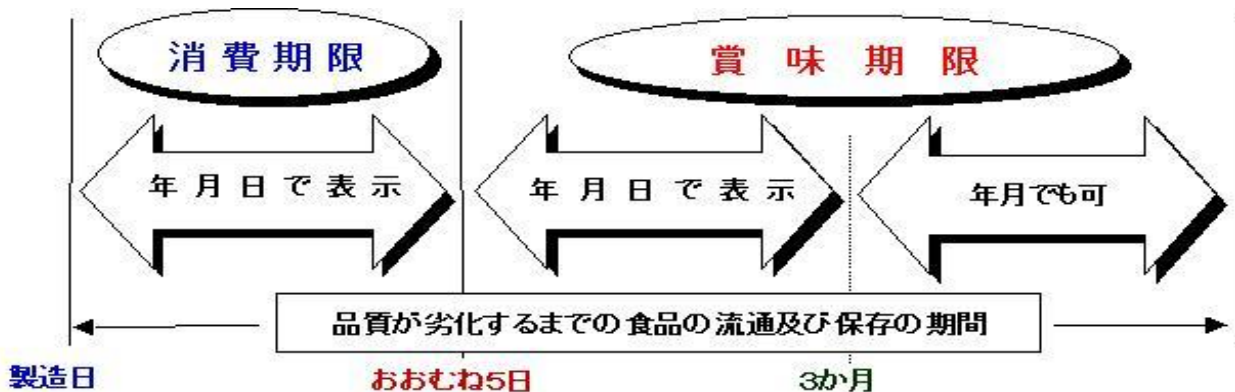 消費期限
賞味期限
年月日で表示
年月日で表示
年月でも可
品質が劣化するまでの食品の流通及び保存の期間
製造日
おおむね5日
3か月